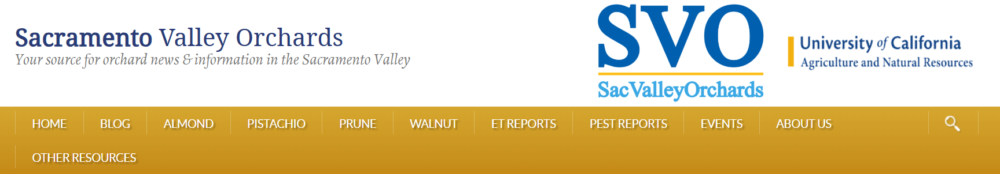 Sacramento Valley Orchards
Your source for orchard news & information in the Sacramento Valley
SVO
SacValleyOrchards
University of California
Agriculture and Natural Resources
HOME BLOG ALMOND PISTACHIO PRUNE WALNUT ET REPORTS PEST REPORTS EVENTS ABOUT US
OTHER RESOURCES